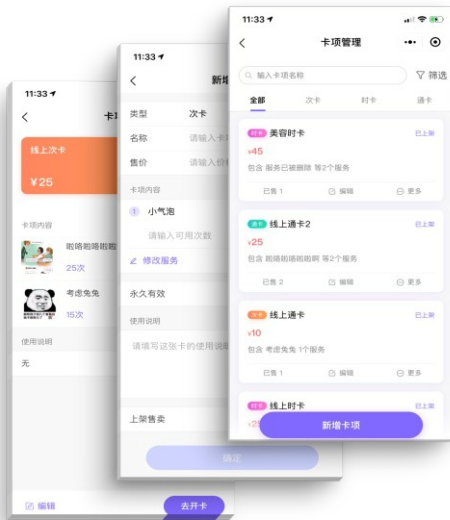 11:33
卡项管理
输入卡项名称
筛选
全部
次卡
时卡
通卡
时卡 美容时卡
已上架
¥45
包含 服务已被删除 等2个服务
已售 1
编辑
更多
通卡 线上通卡2
已上架
¥25
包含 啦咯啦咯啦啦啊 等2个服务
已售 2
编辑
更多
次卡 线上通卡
已上架
¥10
包含 考虑兔兔 1个服务
已售 1
编辑
更多
时卡 线上时卡
已上架
新增卡项
11:33
新增
类型
次卡
名称
请输入卡
售价
请输入价
卡项内容
1 小气泡
请输入可用次数
修改服务
永久有效
使用说明
请填写这张卡的使用说明
上架售卖
确定
11:33
线上次卡
¥25
卡项内容
啦咯啦咯啦啦
25次
考虑兔兔
15次
使用说明
无
编辑
去开卡